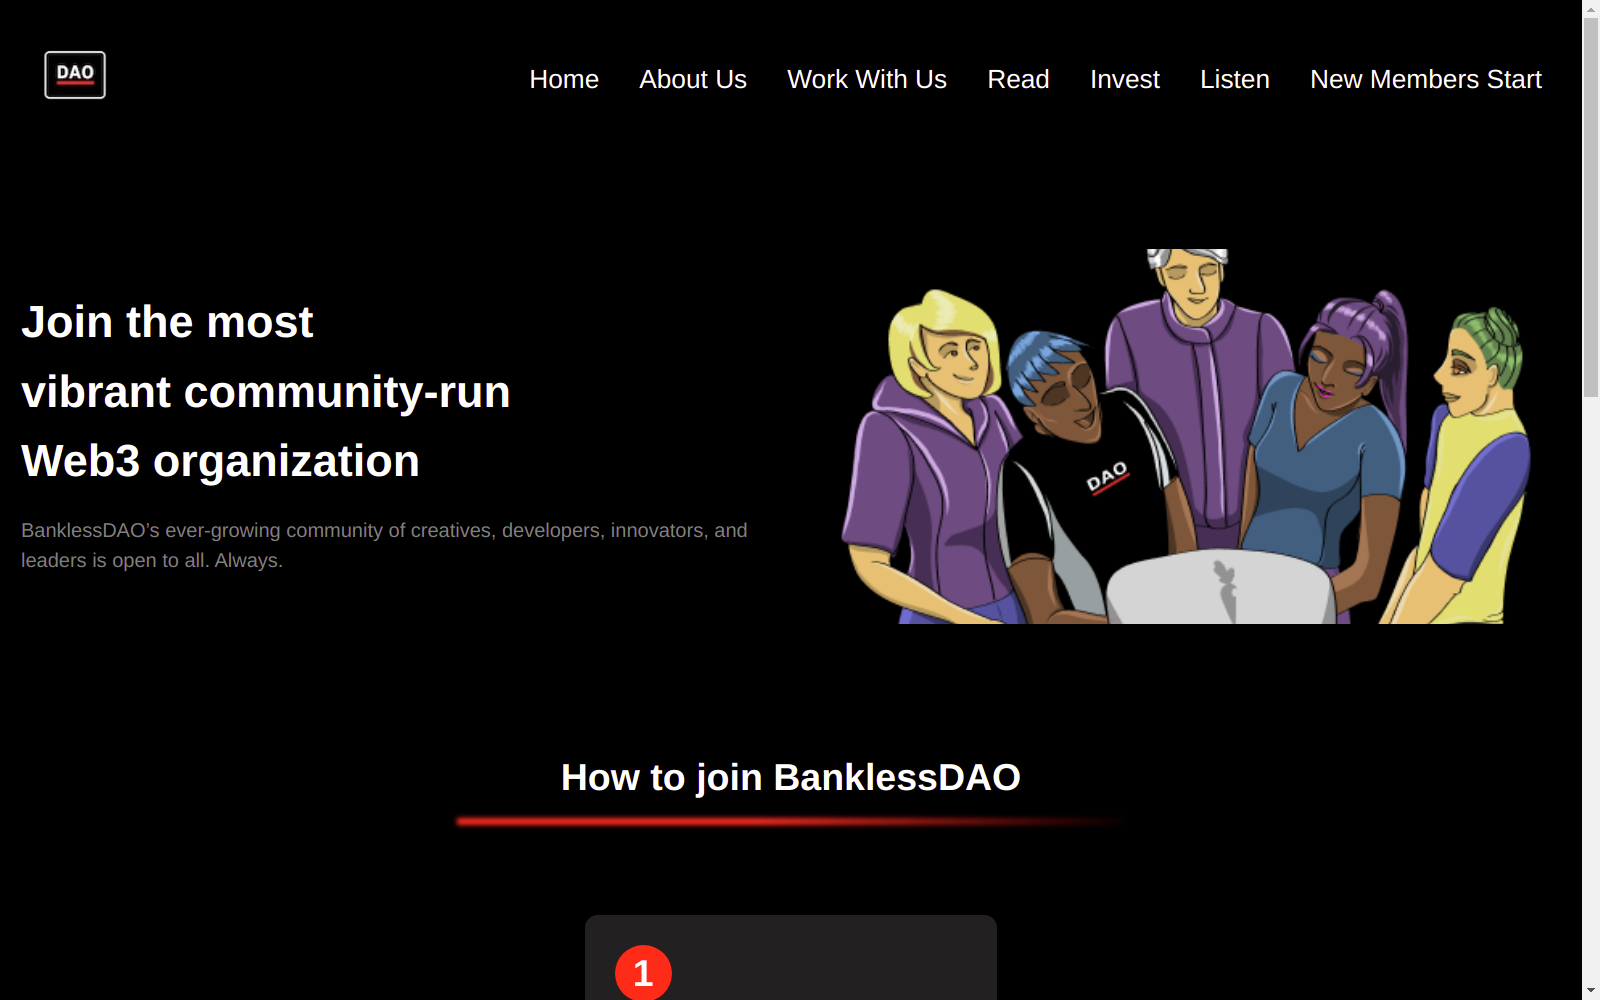 DAO
Home About Us Work With Us Read Invest Listen New Members Start
Join the most
vibrant community-run
Web3 organization
BanklessDAO’s ever-growing community of creatives, developers, innovators, and
leaders is open to all. Always.
DAO
How to join BanklessDAO
1